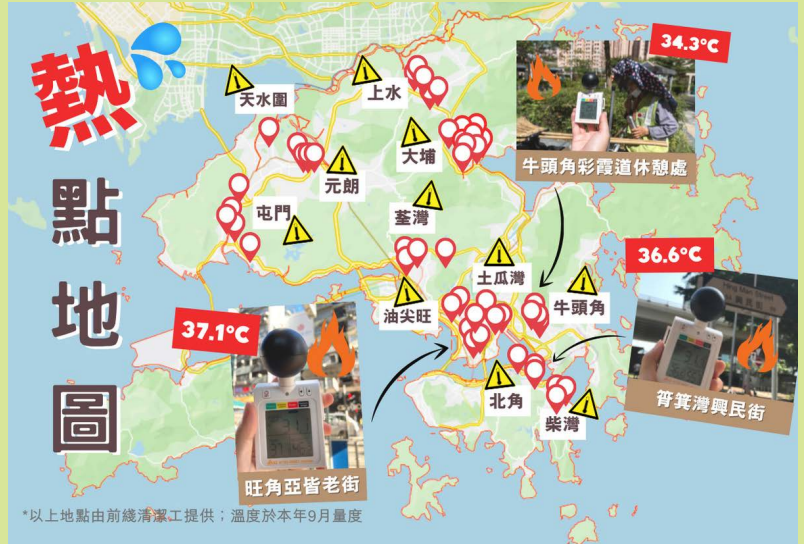 熱點地圖
34.3°C
牛頭角彩霞道休憩處
天水圍
上水
大埔
元朗
屯門
荃灣
土瓜灣
36.6°C
牛頭角
油尖旺
37.1°C
北角
柴灣
筲箕灣興民街
旺角亞皆老街
*以上地點由前綫清潔工提供；溫度於本年9月量度